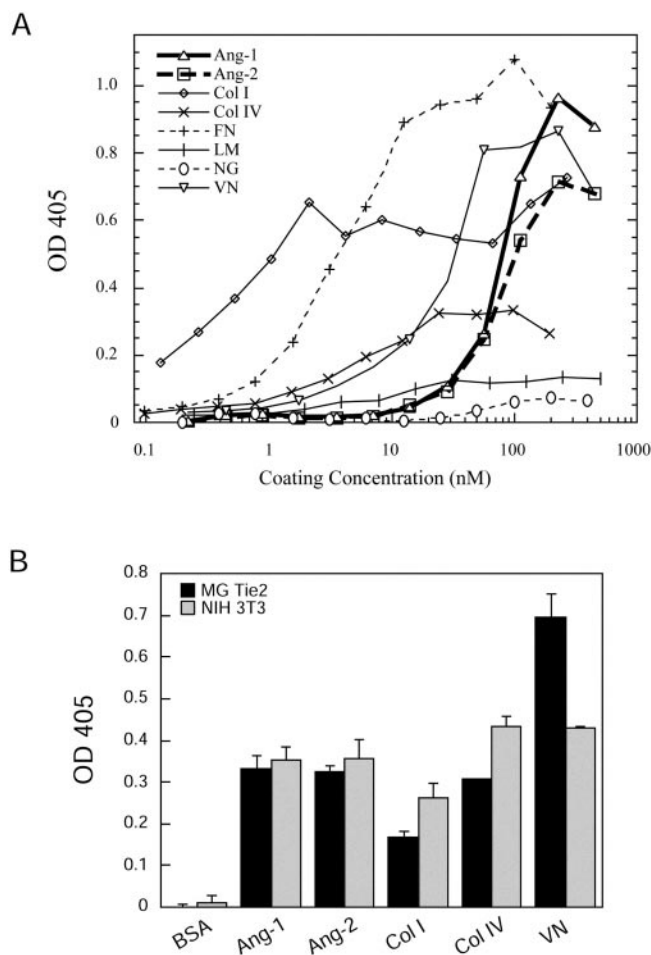 A
Ang-1
Ang-2
Col I
Col IV
FN
LM
NG
VN
1.0
0.8
0.6
0.4
0.2
0
OD 405
0.1 1 10 100 1000
Coating Concentration (nM)
B
MG Tie2
NIH 3T3
0.8
0.7
0.6
0.5
0.4
0.3
0.2
0.1
0
OD 405
BSA Ang-1 Ang-2 Col I Col IV VN